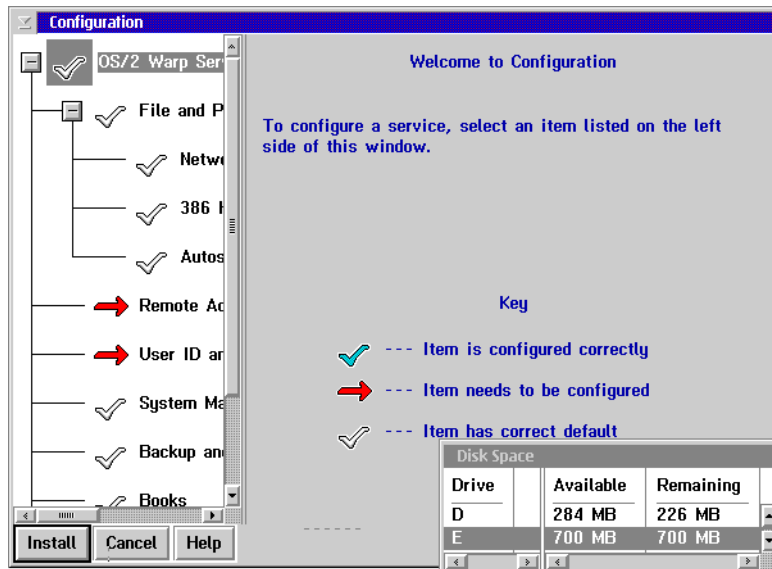 Configuration
OS/2 Warp Ser
File and P
Netwo
386 H
Autos
Remote Ac
User ID an
System Ma
Backup and
Books
Install
Cancel
Help
Welcome to Configuration
To configure a service, select an item listed on the left
side of this window.
Key
--- Item is configured correctly
--- Item needs to be configured
--- Item has correct default
Disk Space
Drive Available Remaining
D 284 MB 226 MB
E 700 MB 700 MB